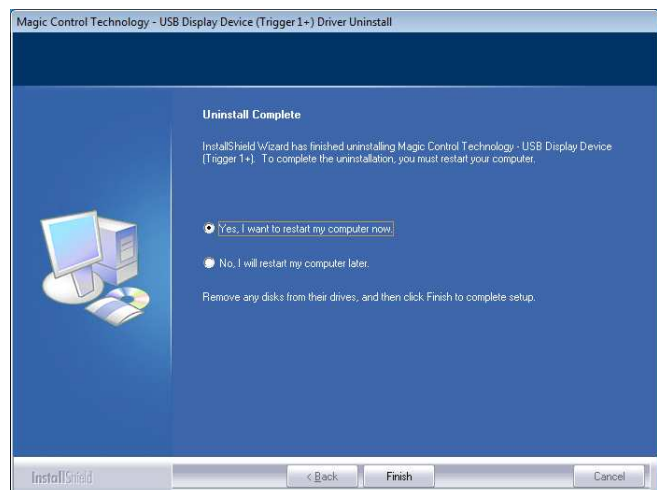 Magic Control Technology - USB Display Device (Trigger 1+) Driver Uninstall
Uninstall Complete
InstallShield Wizard has finished uninstalling Magic Control Technology - USB Display Device
(Trigger 1+). To complete the uninstallation, you must restart your computer.
Yes, I want to restart my computer now.
No, I will restart my computer later.
Remove any disks from their drives, and then click Finish to complete setup.
InstallShield
< Back
Finish
Cancel